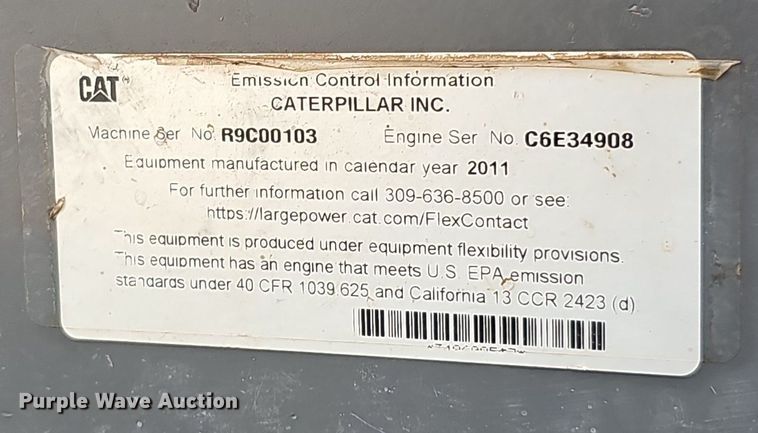 CAT
Emission Control Information
CATERPILLAR INC.
Machine Ser No. R9C00103 Engine Ser No. C6E34908
Equipment manufactured in calendar year 2011
For further information call 309-636-8500 or see:
https://largepower.cat.com/FlexContact
This equipment is produced under equipment flexibility provisions.
This equipment has an engine that meets U.S. EPA emission
standards under 40 CFR 1039.625 and California 13 CCR 2423 (d)
Purple Wave Auction